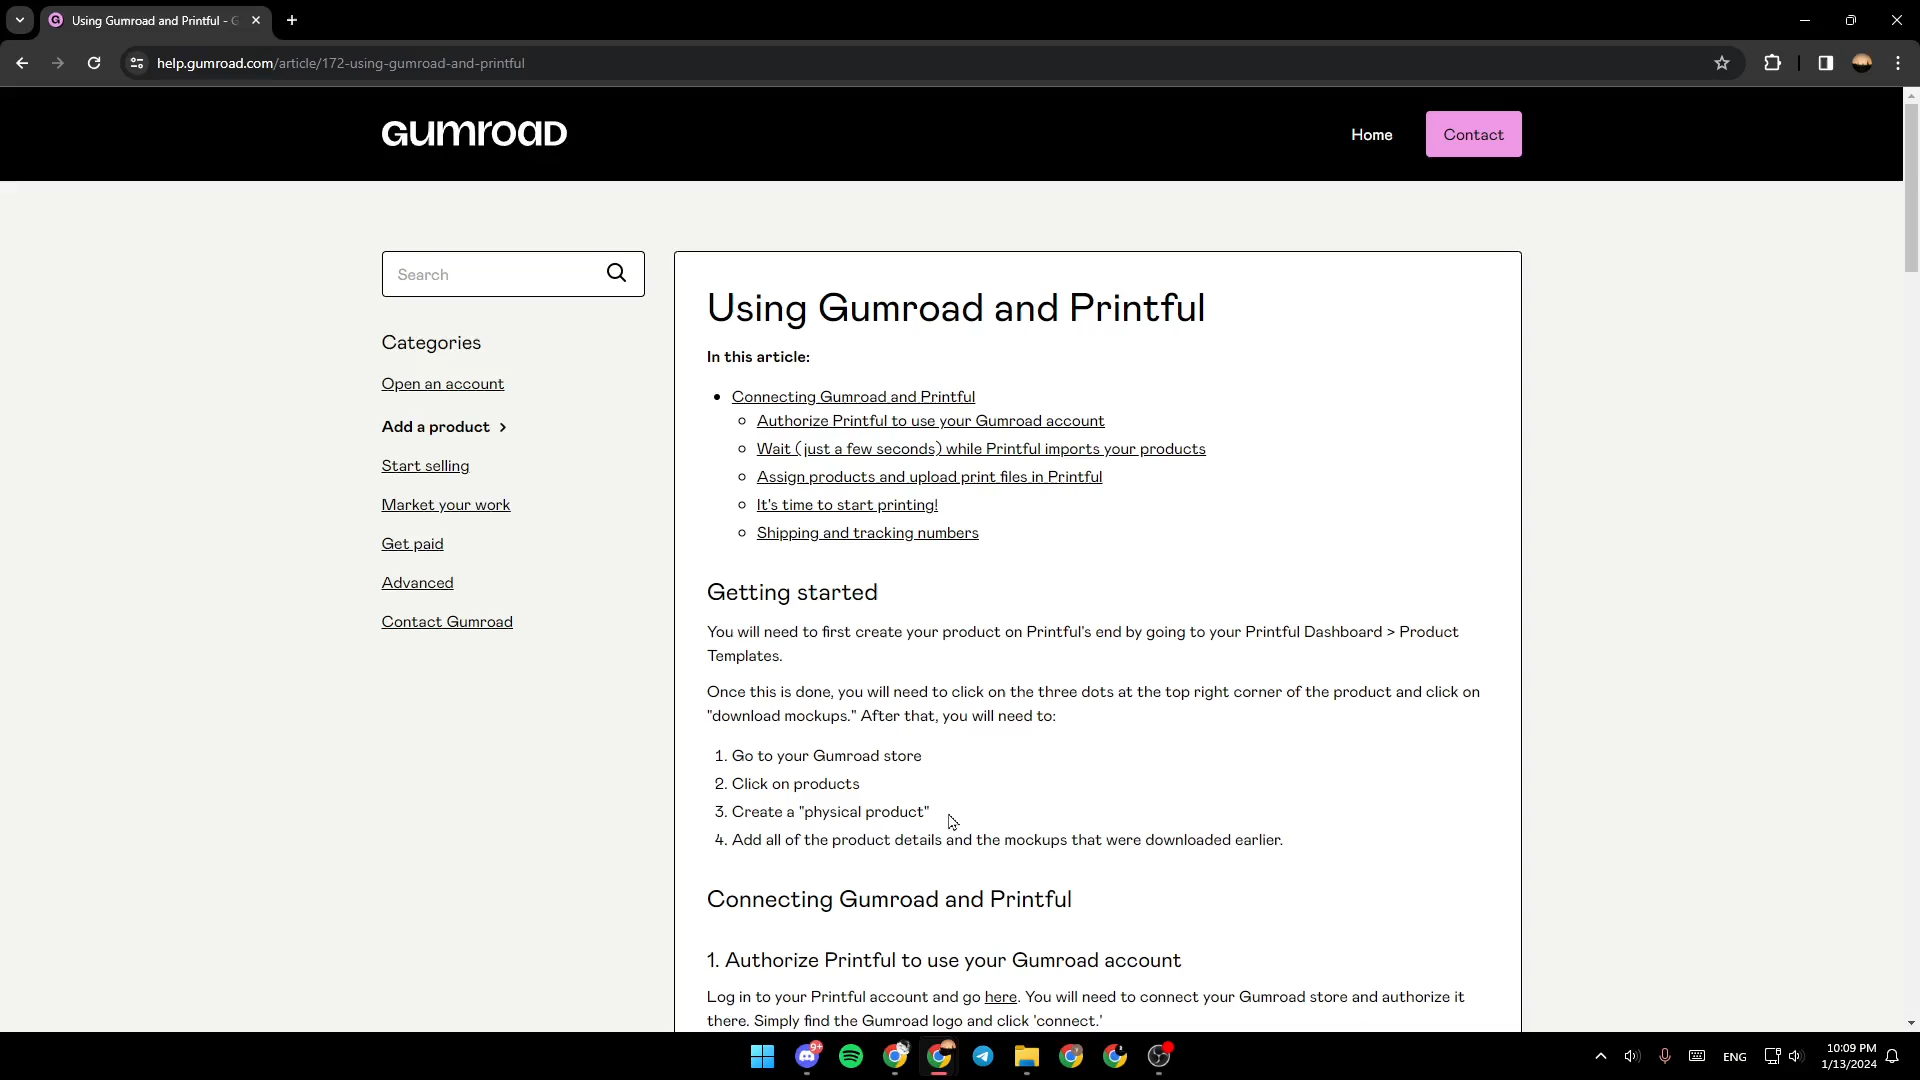 Using Gumroad and Printful - G
help.gumroad.com/article/172-using-gumroad-and-printful
GUMROAD
Home
Contact
Search
Categories
Open an account
Add a product
Start selling
Market your work
Get paid
Advanced
Contact Gumroad
Using Gumroad and Printful
In this article:
Connecting Gumroad and Printful
Authorize Printful to use your Gumroad account
Wait (just a few seconds) while Printful imports your products
Assign products and upload print files in Printful
It's time to start printing!
Shipping and tracking numbers
Getting started
You will need to first create your product on Printful's end by going to your Printful Dashboard > Product
Templates.
Once this is done, you will need to click on the three dots at the top right corner of the product and click on
"download mockups." After that, you will need to:
1. Go to your Gumroad store
2. Click on products
3. Create a "physical product"
4. Add all of the product details and the mockups that were downloaded earlier.
Connecting Gumroad and Printful
1. Authorize Printful to use your Gumroad account
Log in to your Printful account and go here. You will need to connect your Gumroad store and authorize it
there. Simply find the Gumroad logo and click 'connect.'
9+
ENG
10:09 PM
1/13/2024